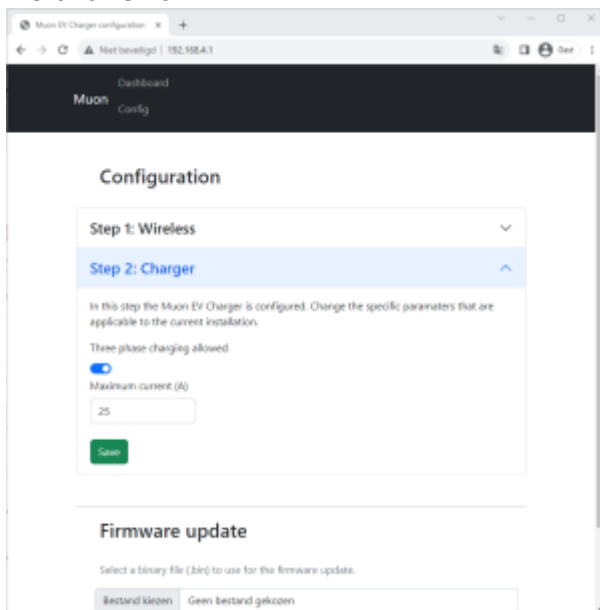 Muon EV Charger configuration
Niet beveiligd | 192.168.4.1
Gast
Dashboard
Muon
Config
Configuration
Step 1: Wireless
Step 2: Charger
In this step the Muon EV Charger is configured. Change the specific paramaters that are
applicable to the current installation.
Three phase charging allowed
Maximum current (A)
25
Save
Firmware update
Select a binary file (.bin) to use for the firmware update.
Bestand kiezen Geen bestand gekozen